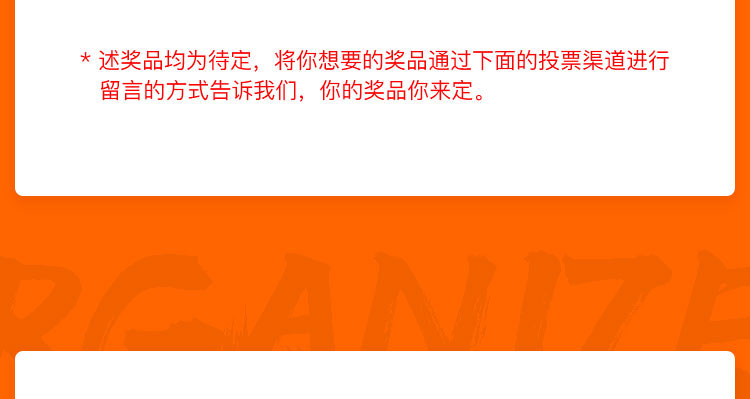 * 述奖品均为待定，将你想要的奖品通过下面的投票渠道进行
留言的方式告诉我们，你的奖品你来定。
RGANIZE